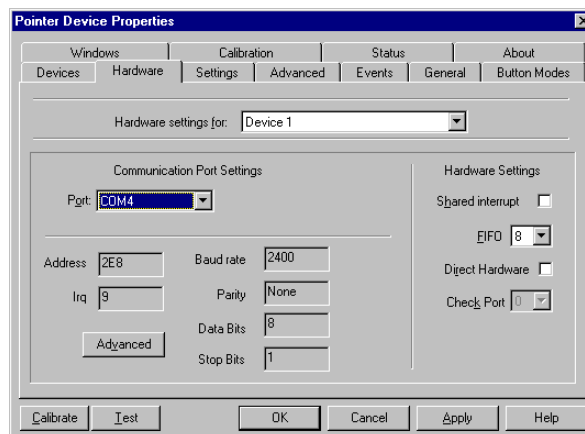 Pointer Device Properties
Windows Calibration Status About
Devices Hardware Settings Advanced Events General Button Modes
Hardware settings for: Device 1
Communication Port Settings
Port: COM4
Address 2E8
Irq 9
Advanced
Baud rate 2400
Parity None
Data Bits 8
Stop Bits 1
Hardware Settings
Shared interrupt
FIFO 8
Direct Hardware
Check Port 0
Calibrate Test OK Cancel Apply Help